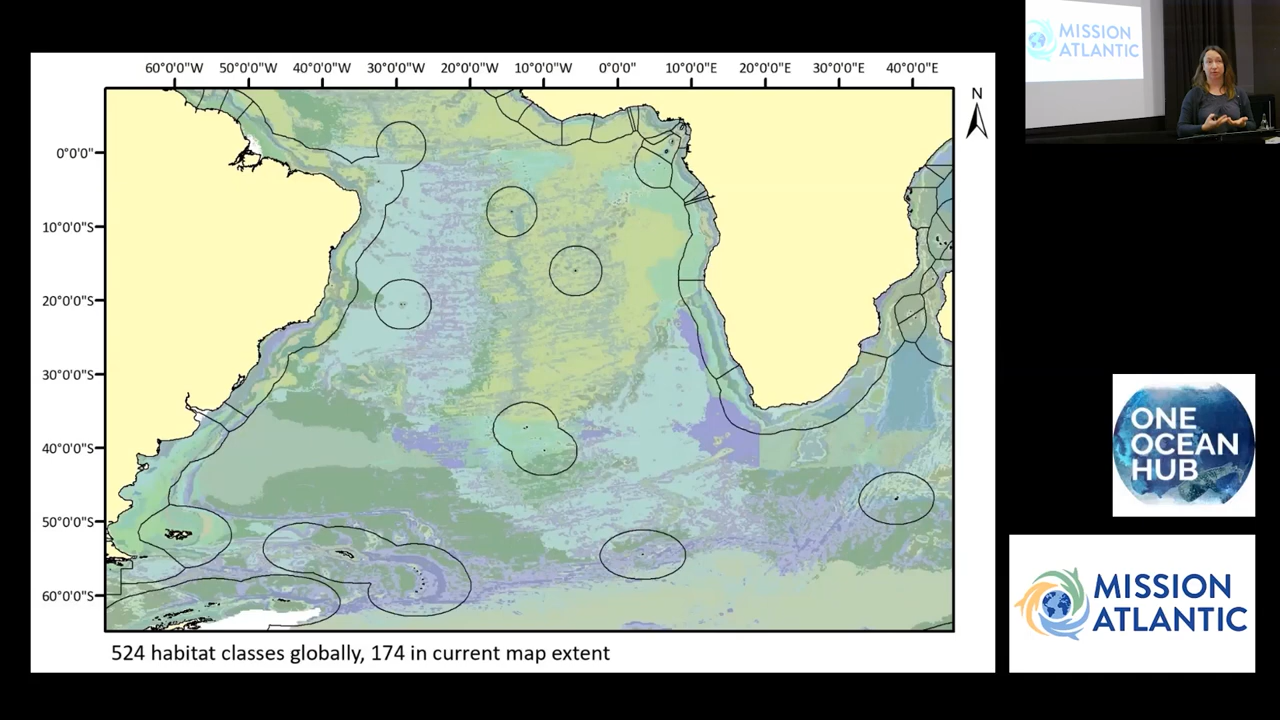 60°0'0"W 50°0'0"W 40°0'0"W 30°0'0"W 20°0'0"W 10°0'0"W 0°0'0" 10°0'0"E 20°0'0"E 30°0'0"E 40°0'0"E
N
0°0'0"
10°0'0"S
20°0'0"S
30°0'0"S
40°0'0"S
50°0'0"S
60°0'0"S
524 habitat classes globally, 174 in current map extent
MISSION
ATLANTIC
ONE
OCEAN
HUB
MISSION
ATLANTIC